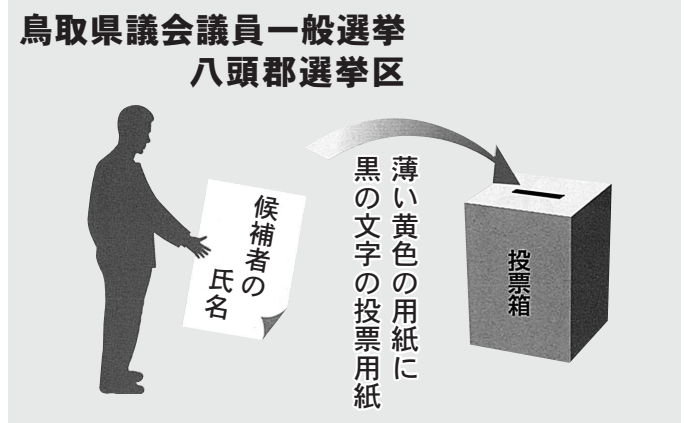 鳥取県議会議員一般選挙
八頭郡選挙区
候補者の
氏名
薄い黄色の用紙に
黒の文字の投票用紙
投票箱